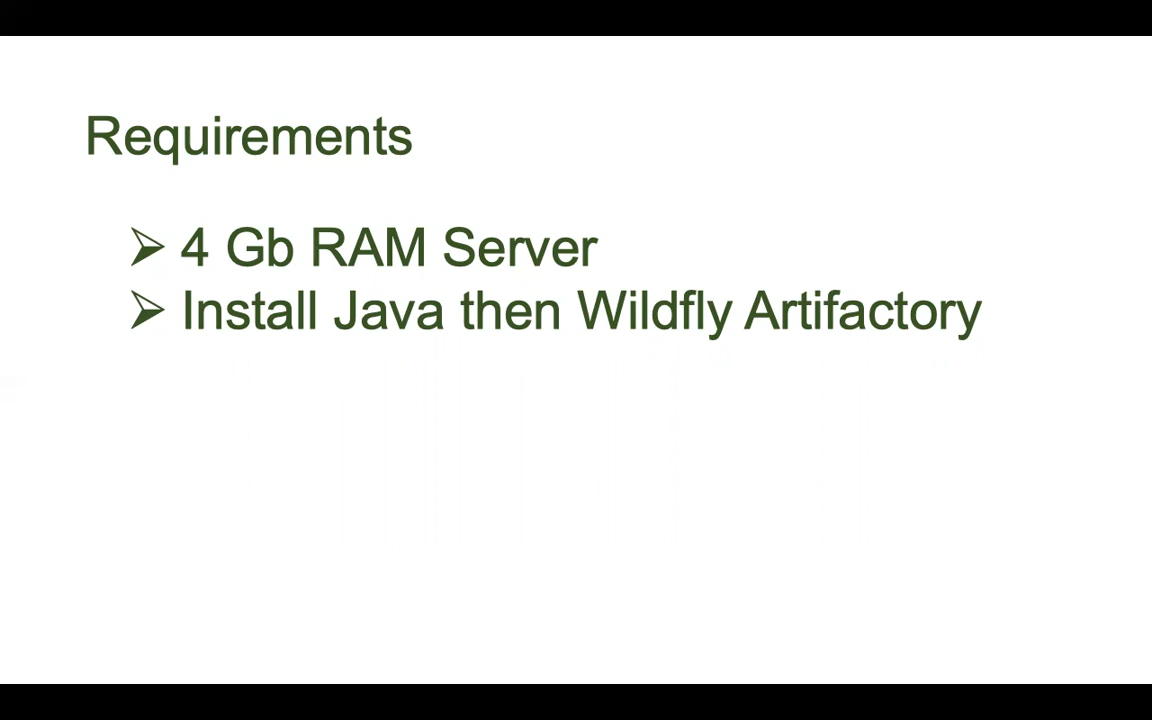 Requirements
➢ 4 Gb RAM Server
➢ Install Java then Wildfly Artifactory